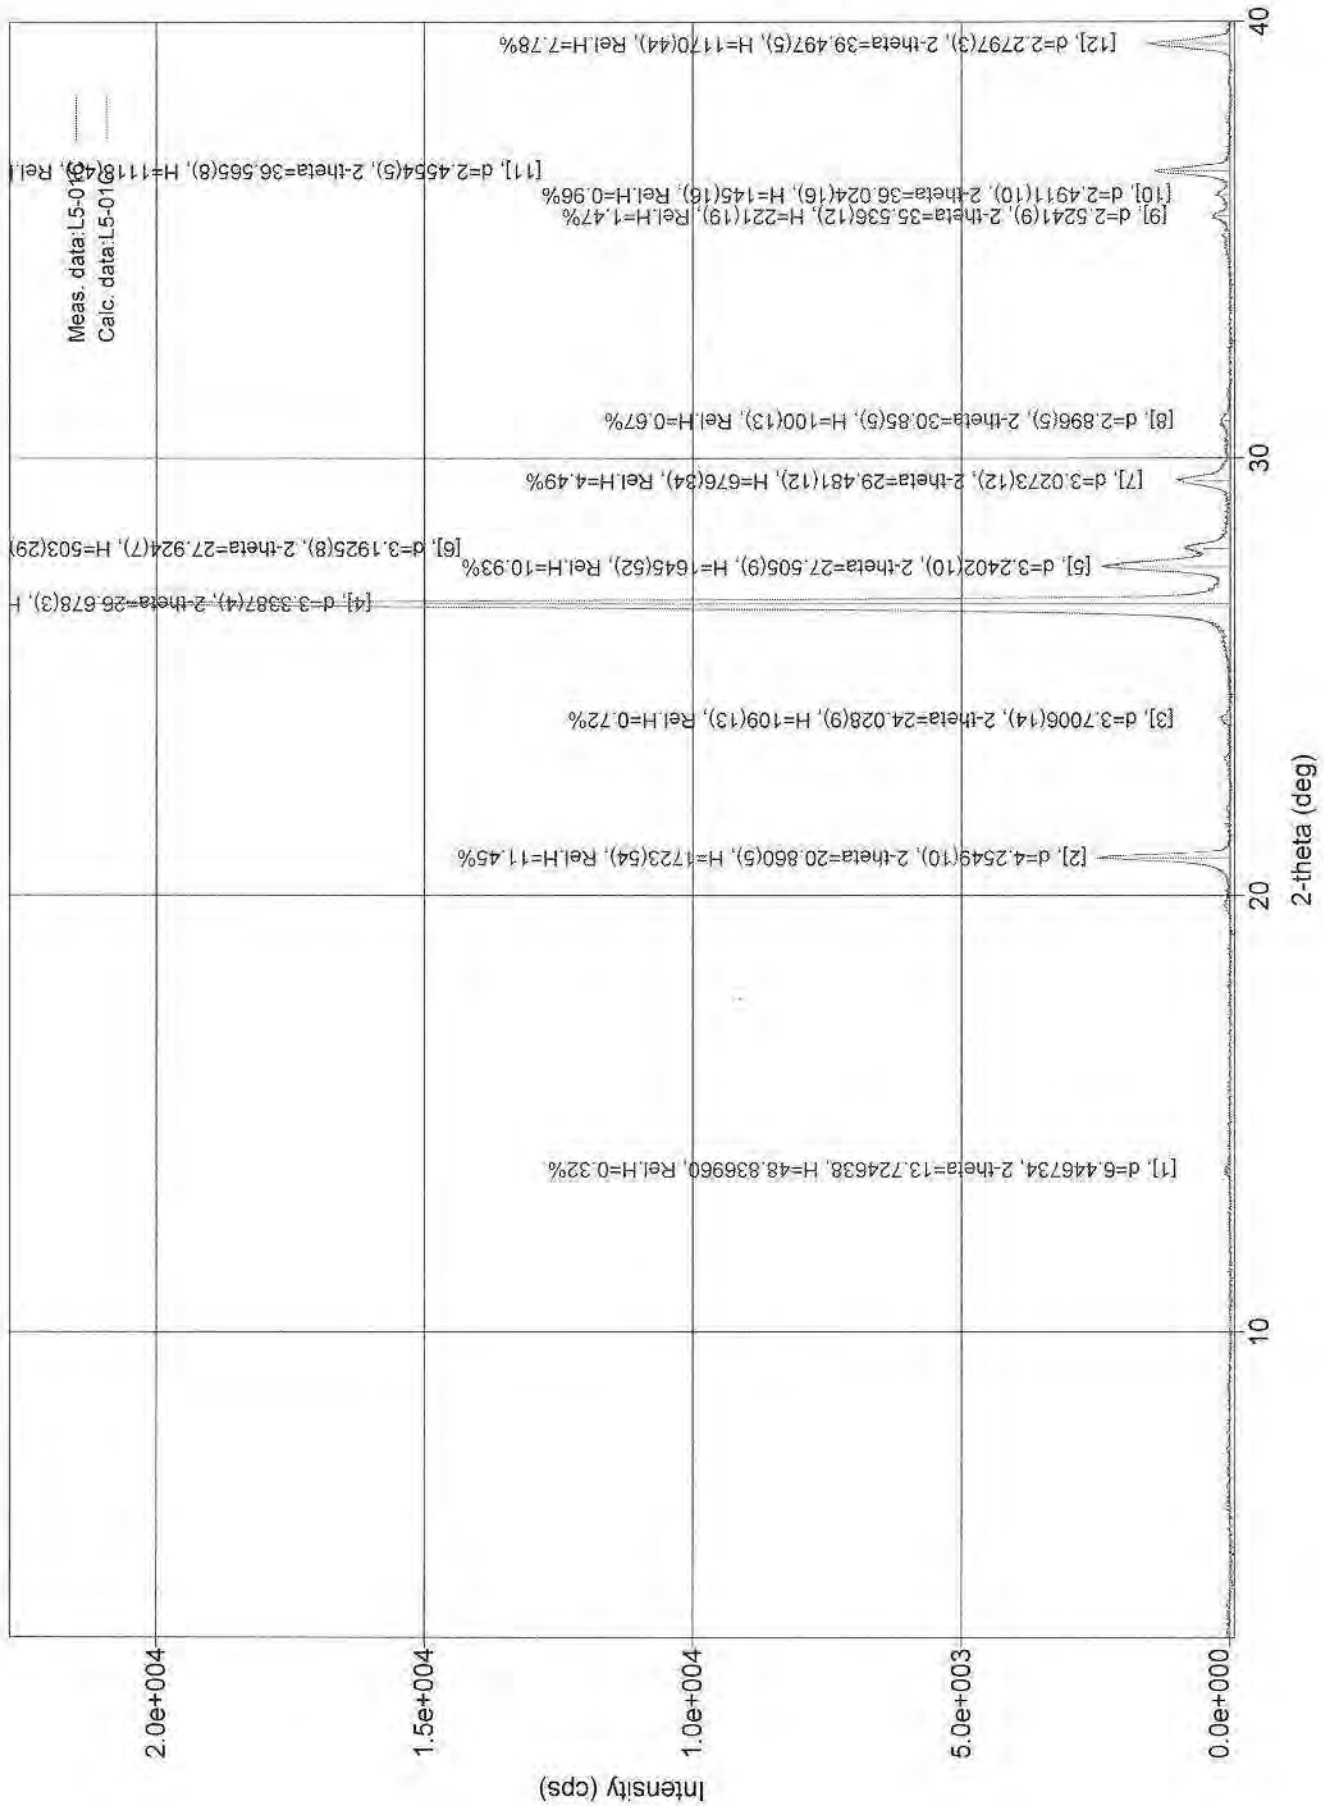 Meas. data:L5-01C
Calc. data:L5-01C
Intensity (cps)
2.0e+004
1.5e+004
1.0e+004
5.0e+003
0.0e+000
[1], d=6.446734, 2-theta=13.724638, H=48.836960, Rel.H=0.32%
[2], d=4.2549(10), 2-theta=20.860(5), H=1723(54), Rel.H=11.45%
[3], d=3.7006(14), 2-theta=24.028(9), H=109(13), Rel.H=0.72%
[4], d=3.3387(4), 2-theta=26.678(3), H
[5], d=3.2402(10), 2-theta=27.505(9), H=1645(52), Rel.H=10.93%
[6], d=3.1925(8), 2-theta=27.924(7), H=503(29)
[7], d=3.0273(12), 2-theta=29.481(12), H=676(34), Rel.H=4.49%
[8], d=2.896(5), 2-theta=30.85(5), H=100(13), Rel.H=0.67%
[9], d=2.5241(9), 2-theta=35.536(12), H=221(19), Rel.H=1.47%
[10], d=2.4911(10), 2-theta=36.024(16), H=145(16), Rel.H=0.96%
[11], d=2.4554(5), 2-theta=36.565(8), H=1118(43), Rel.H
[12], d=2.2797(3), 2-theta=39.497(5), H=1170(44), Rel.H=7.78%
10
20
30
40
2-theta (deg)